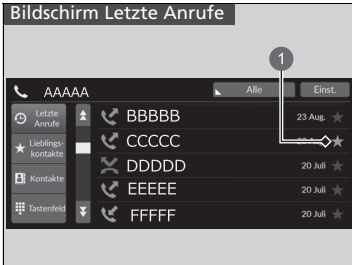 Bildschirm Letzte Anrufe
1
AAAAA
Alle
Einst.
Letzte
Anrufe
Lieblings-
kontakte
Kontakte
Tastenfeld
BBBBB
23 Aug.
CCCCC
DDDDD
20 Juli
EEEEE
20 Juli
FFFFF
20 Juli